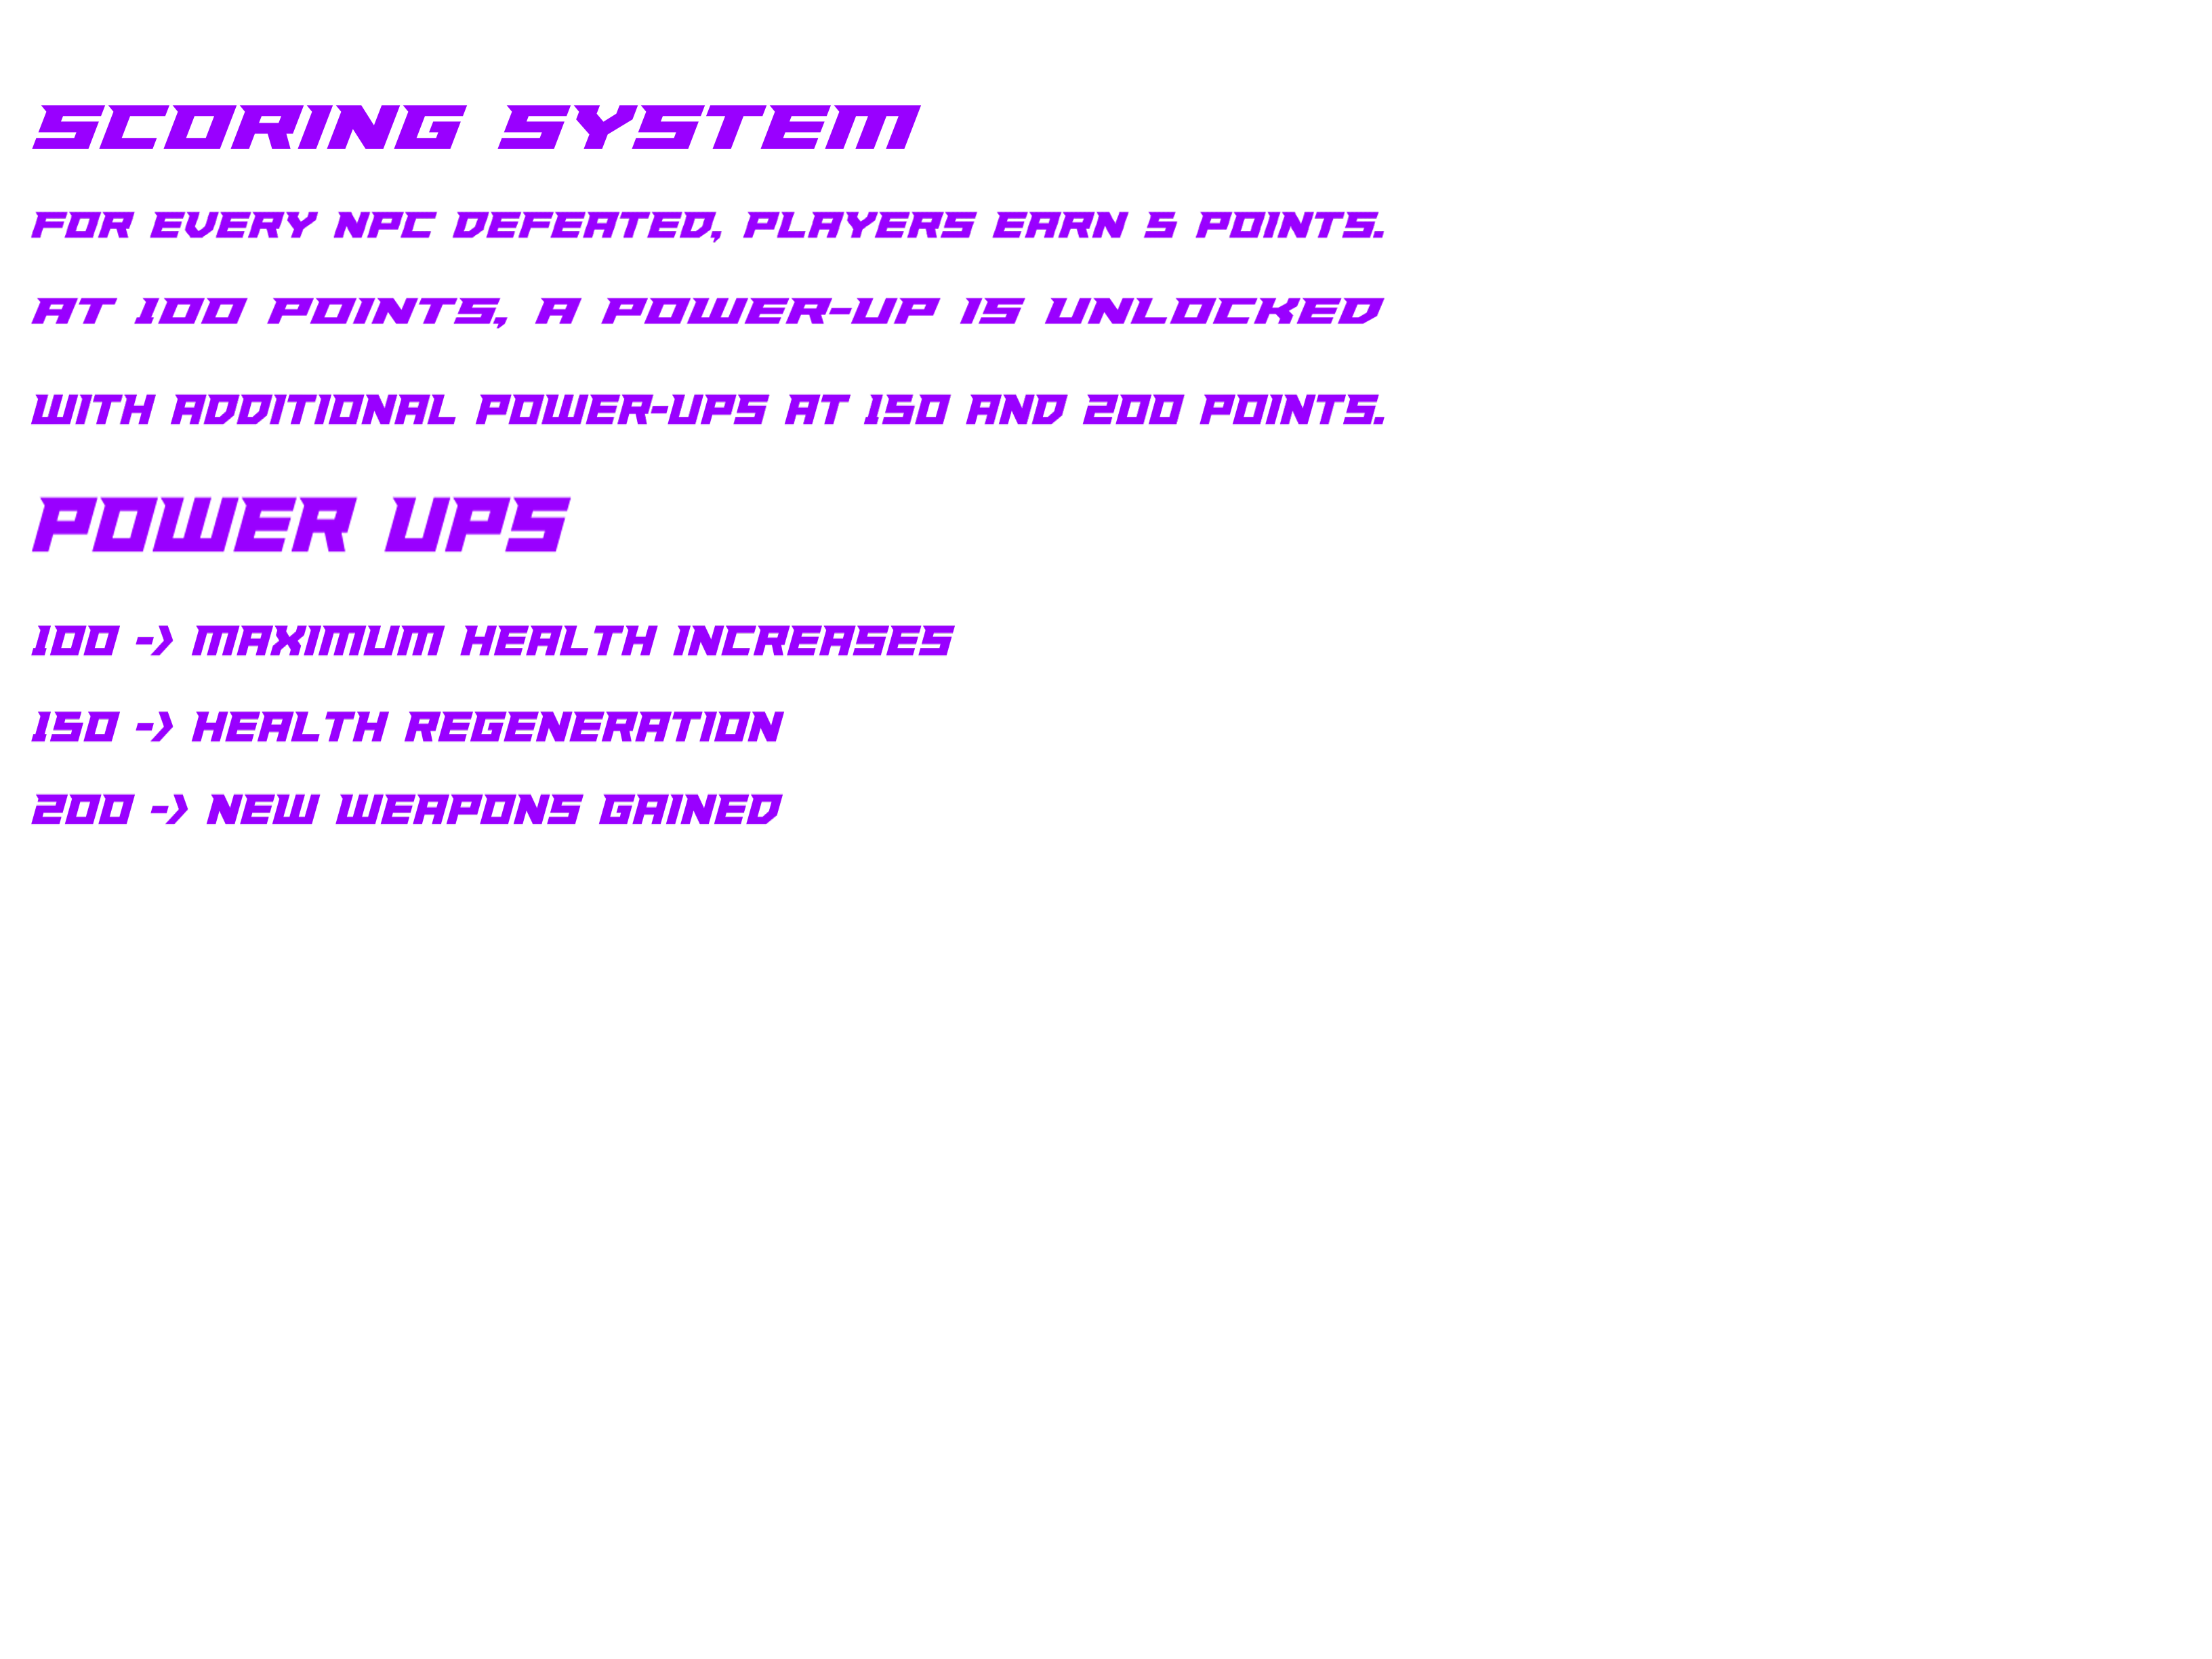 SCORING SYSTEM
FOR EVERY NPC DEFEATED, PLAYERS EARN 5 POINTS.
AT 100 POINTS, A POWER-UP IS UNLOCKED
WITH ADDITIONAL POWER-UPS AT 150 AND 200 POINTS.
POWER UPS
100 -> MAXIMUM HEALTH INCREASES
150 -> HEALTH REGENERATION
200 -> NEW WEAPONS GAINED